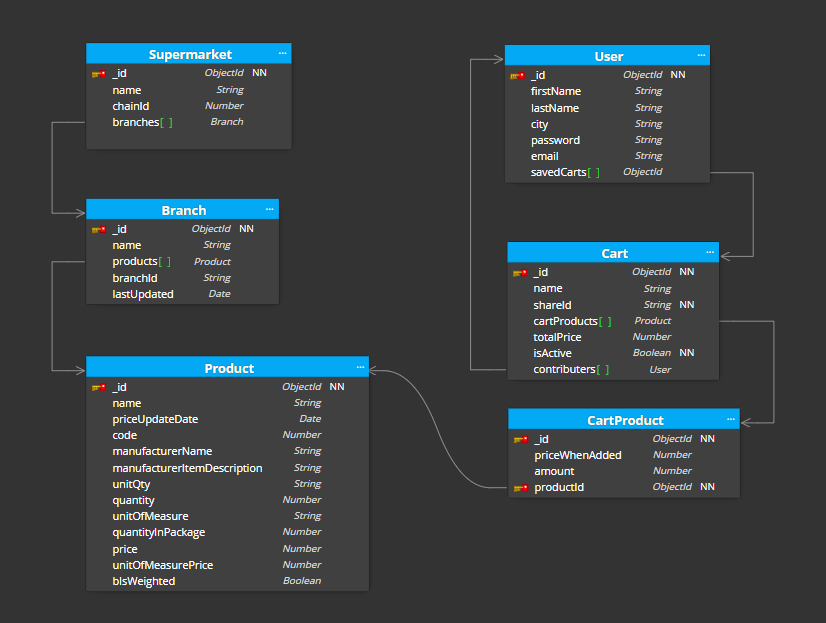 Supermarket ...
_id ObjectId NN
name String
chainId Number
branches[ ] Branch
Branch ...
_id ObjectId NN
name String
products[ ] Product
branchId String
lastUpdated Date
Product ...
_id ObjectId NN
name String
priceUpdateDate Date
code Number
manufacturerName String
manufacturerItemDescription String
unitQty String
quantity Number
unitOfMeasure String
quantityInPackage Number
price Number
unitOfMeasurePrice Number
bIsWeighted Boolean
User ...
_id ObjectId NN
firstName String
lastName String
city String
password String
email String
savedCarts[ ] ObjectId
Cart ...
_id ObjectId NN
name String
shareId String NN
cartProducts[ ] Product
totalPrice Number
isActive Boolean NN
contributers[ ] User
CartProduct ...
_id ObjectId NN
priceWhenAdded Number
amount Number
productId ObjectId NN